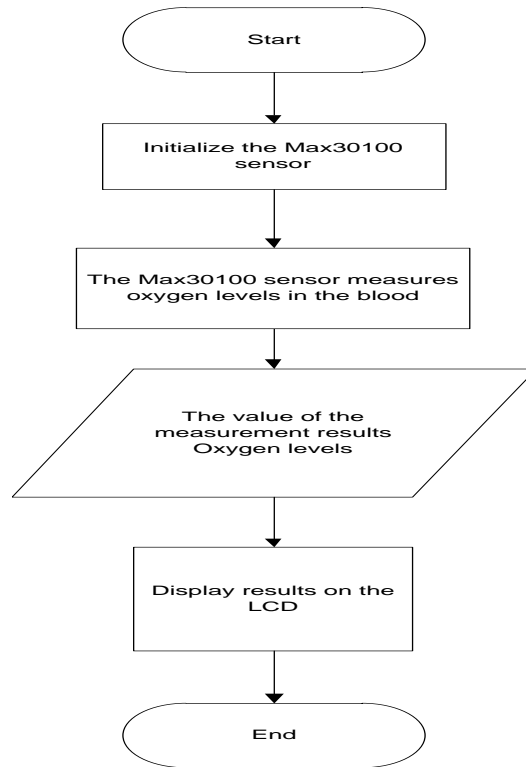 Start
Initialize the Max30100
sensor
The Max30100 sensor measures
oxygen levels in the blood
The value of the
measurement results
Oxygen levels
Display results on the
LCD
End